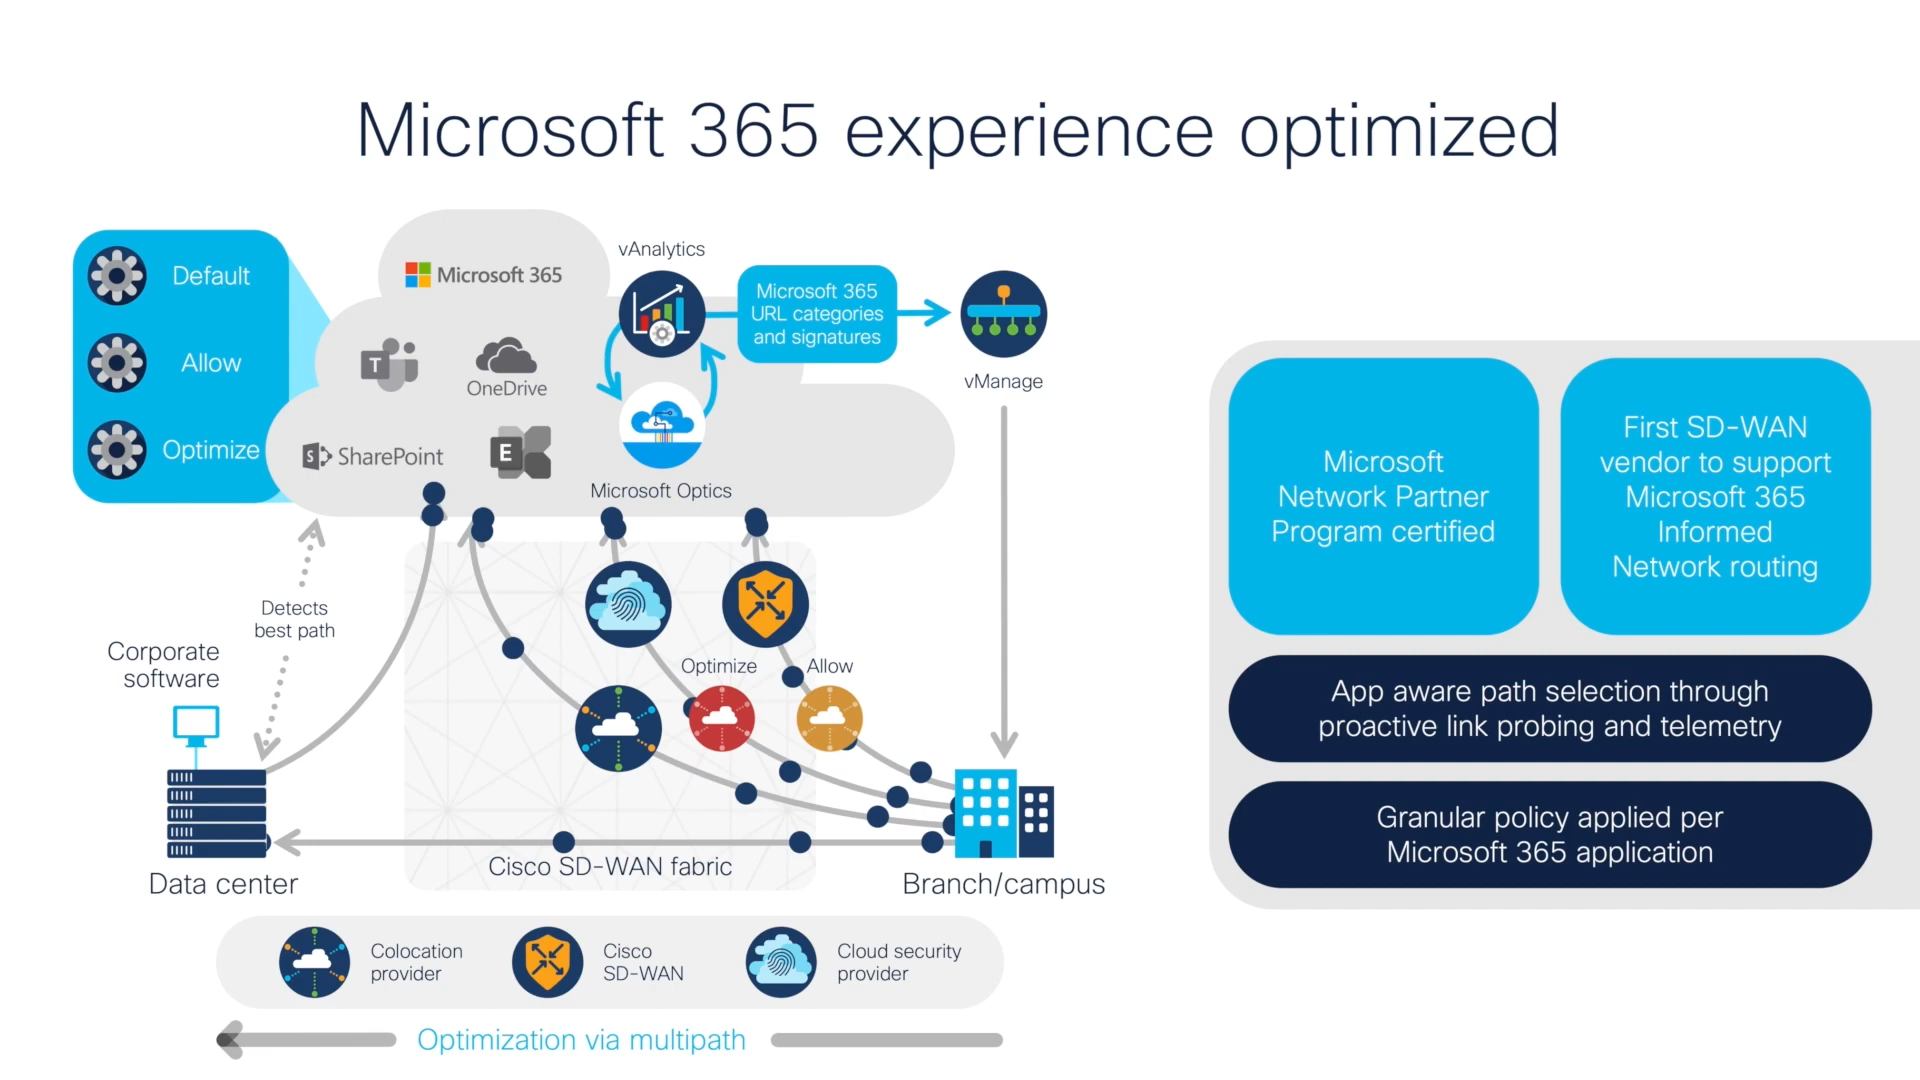 Microsoft 365 experience optimized
Default
Allow
Optimize
Microsoft 365
T
OneDrive
S
SharePoint
E
vAnalytics
Microsoft Optics
Microsoft 365
URL categories
and signatures
vManage
Detects
best path
Corporate
software
Optimize
Allow
Cisco SD-WAN fabric
Data center
Branch/campus
Colocation
provider
Cisco
SD-WAN
Cloud security
provider
Optimization via multipath
Microsoft
Network Partner
Program certified
First SD-WAN
vendor to support
Microsoft 365
Informed
Network routing
App aware path selection through
proactive link probing and telemetry
Granular policy applied per
Microsoft 365 application